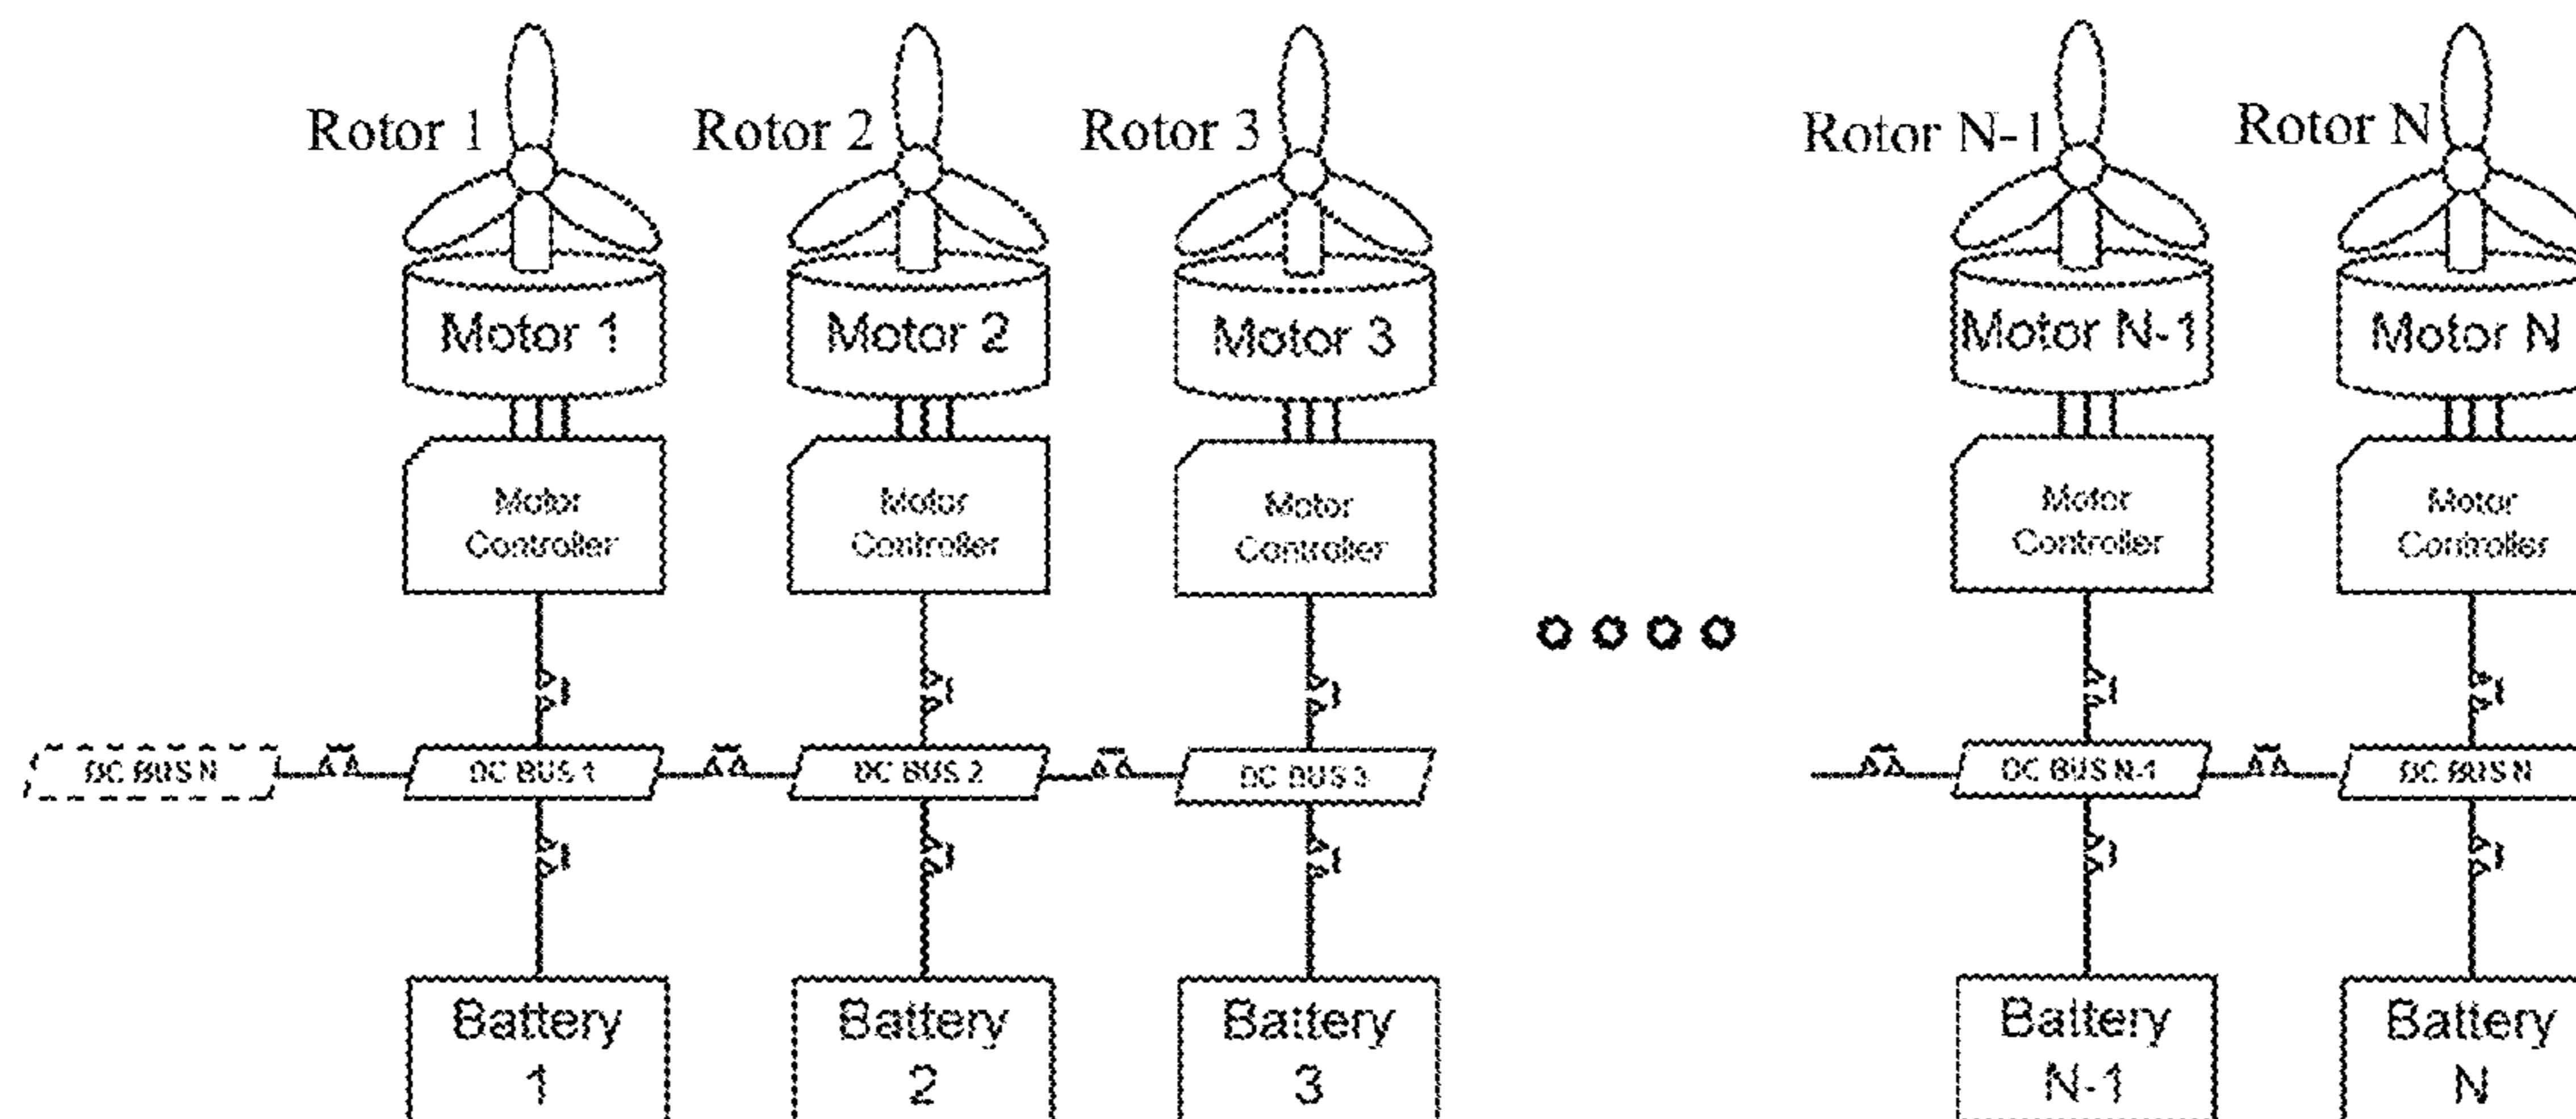 Rotor 1
Rotor 2
Rotor 3
Rotor N-1
Rotor N
Motor 1
Motor 2
Motor 3
Motor N-1
Motor N
Motor
Controller
Motor
Controller
Motor
Controller
Motor
Controller
Motor
Controller
DC BUS N
DC BUS 1
DC BUS 2
DC BUS 3
DC BUS N-1
DC BUS N
Battery
1
Battery
2
Battery
3
Battery
N-1
Battery
N